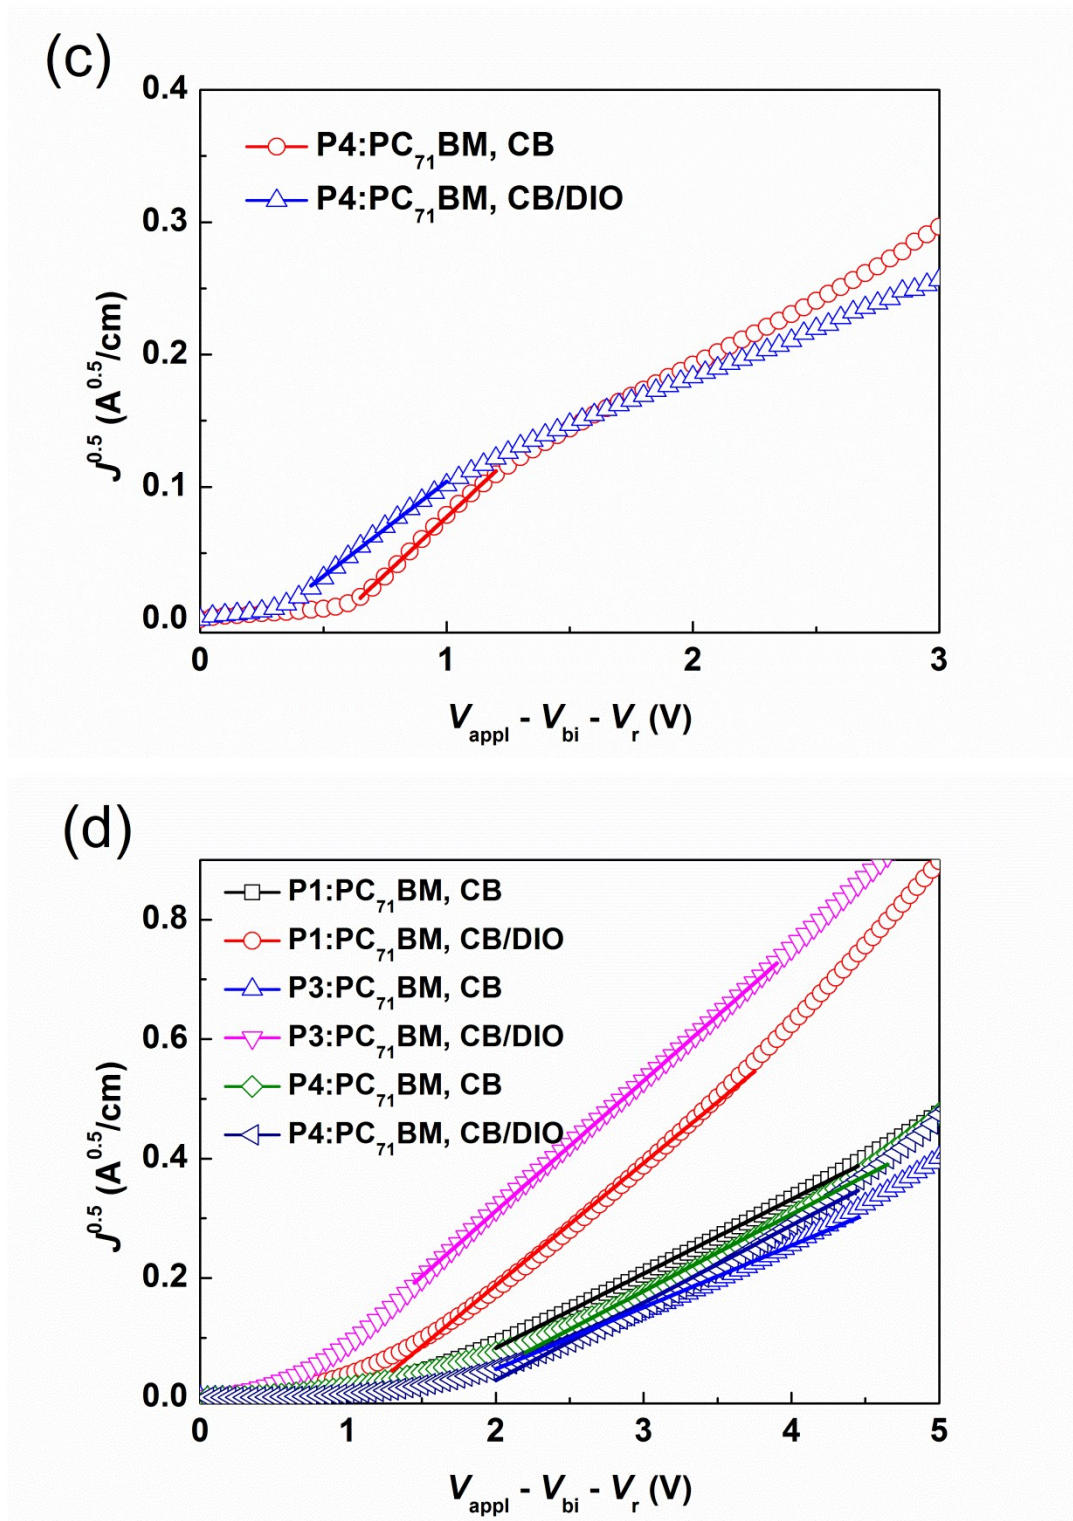 (c)
0.4
P4:PC71BM, CB
P4:PC71BM, CB/DIO
0.3
0.2
0.1
0.0
J0.5 (A0.5/cm)
0 1 2 3
Vappl - Vbi - Vr (V)
(d)
P1:PC71BM, CB
0.8
P1:PC71BM, CB/DIO
P3:PC71BM, CB
0.6
P3:PC71BM, CB/DIO
P4:PC71BM, CB
P4:PC71BM, CB/DIO
0.4
0.2
0.0
J0.5 (A0.5/cm)
0 1 2 3 4 5
Vappl - Vbi - Vr (V)